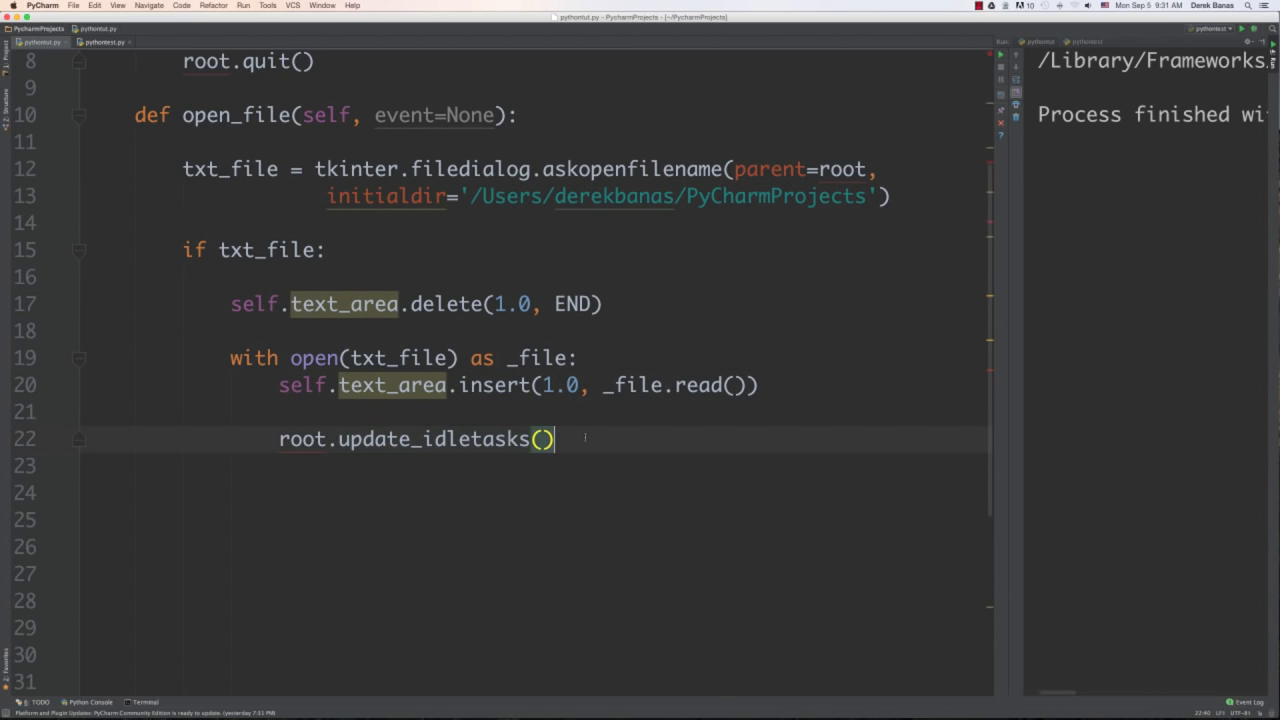 PyCharm File Edit View Navigate Code Refactor Run Tools VCS Window Help
10 Mon Sep 5 9:31 AM Derek Banas
pythontut.py - PycharmProjects - [~/PycharmProjects]
PycharmProjects pythontut.py
pythontest
pythontut.py pythontest.py
Run: pythontut pythontest
8 root.quit()
9
10 def open_file(self, event=None):
11
12 txt_file = tkinter.filedialog.askopenfilename(parent=root,
13 initialdir='/Users/derekbanas/PyCharmProjects')
14
15 if txt_file:
16
17 self.text_area.delete(1.0, END)
18
19 with open(txt_file) as _file:
20 self.text_area.insert(1.0, _file.read())
21
22 root.update_idletasks()
23
24
25
26
27
28
29
30
31
/Library/Frameworks
Process finished wi
1: Project
7: Structure
2: Favorites
4: Run
6: TODO Python Console Terminal
Event Log
Platform and Plugin Updates: PyCharm Community Edition is ready to update. (yesterday 7:51 PM)
22:40 LF÷ UTF-8÷